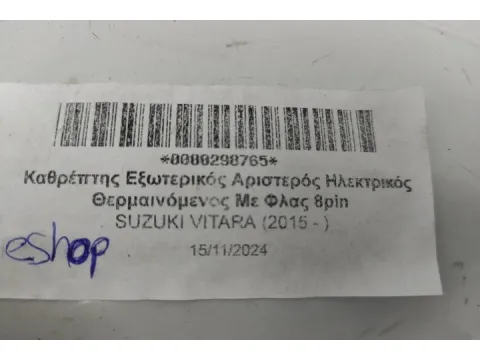 *0000298765*
Καθρέπτης Εξωτερικός Αριστερός Ηλεκτρικός
Θερμαινόμενος Με Φλας 8pin
SUZUKI VITARA (2015 - )
eshop
15/11/2024